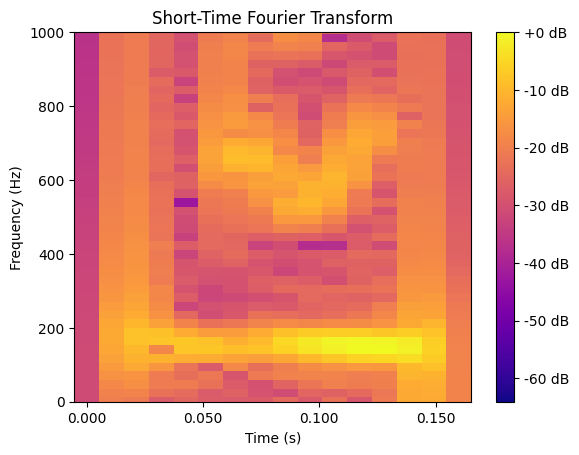 Short-Time Fourier Transform
Frequency (Hz)
1000
800
600
400
200
0
0.000
0.050
0.100
0.150
Time (s)
+0 dB
-10 dB
-20 dB
-30 dB
-40 dB
-50 dB
-60 dB